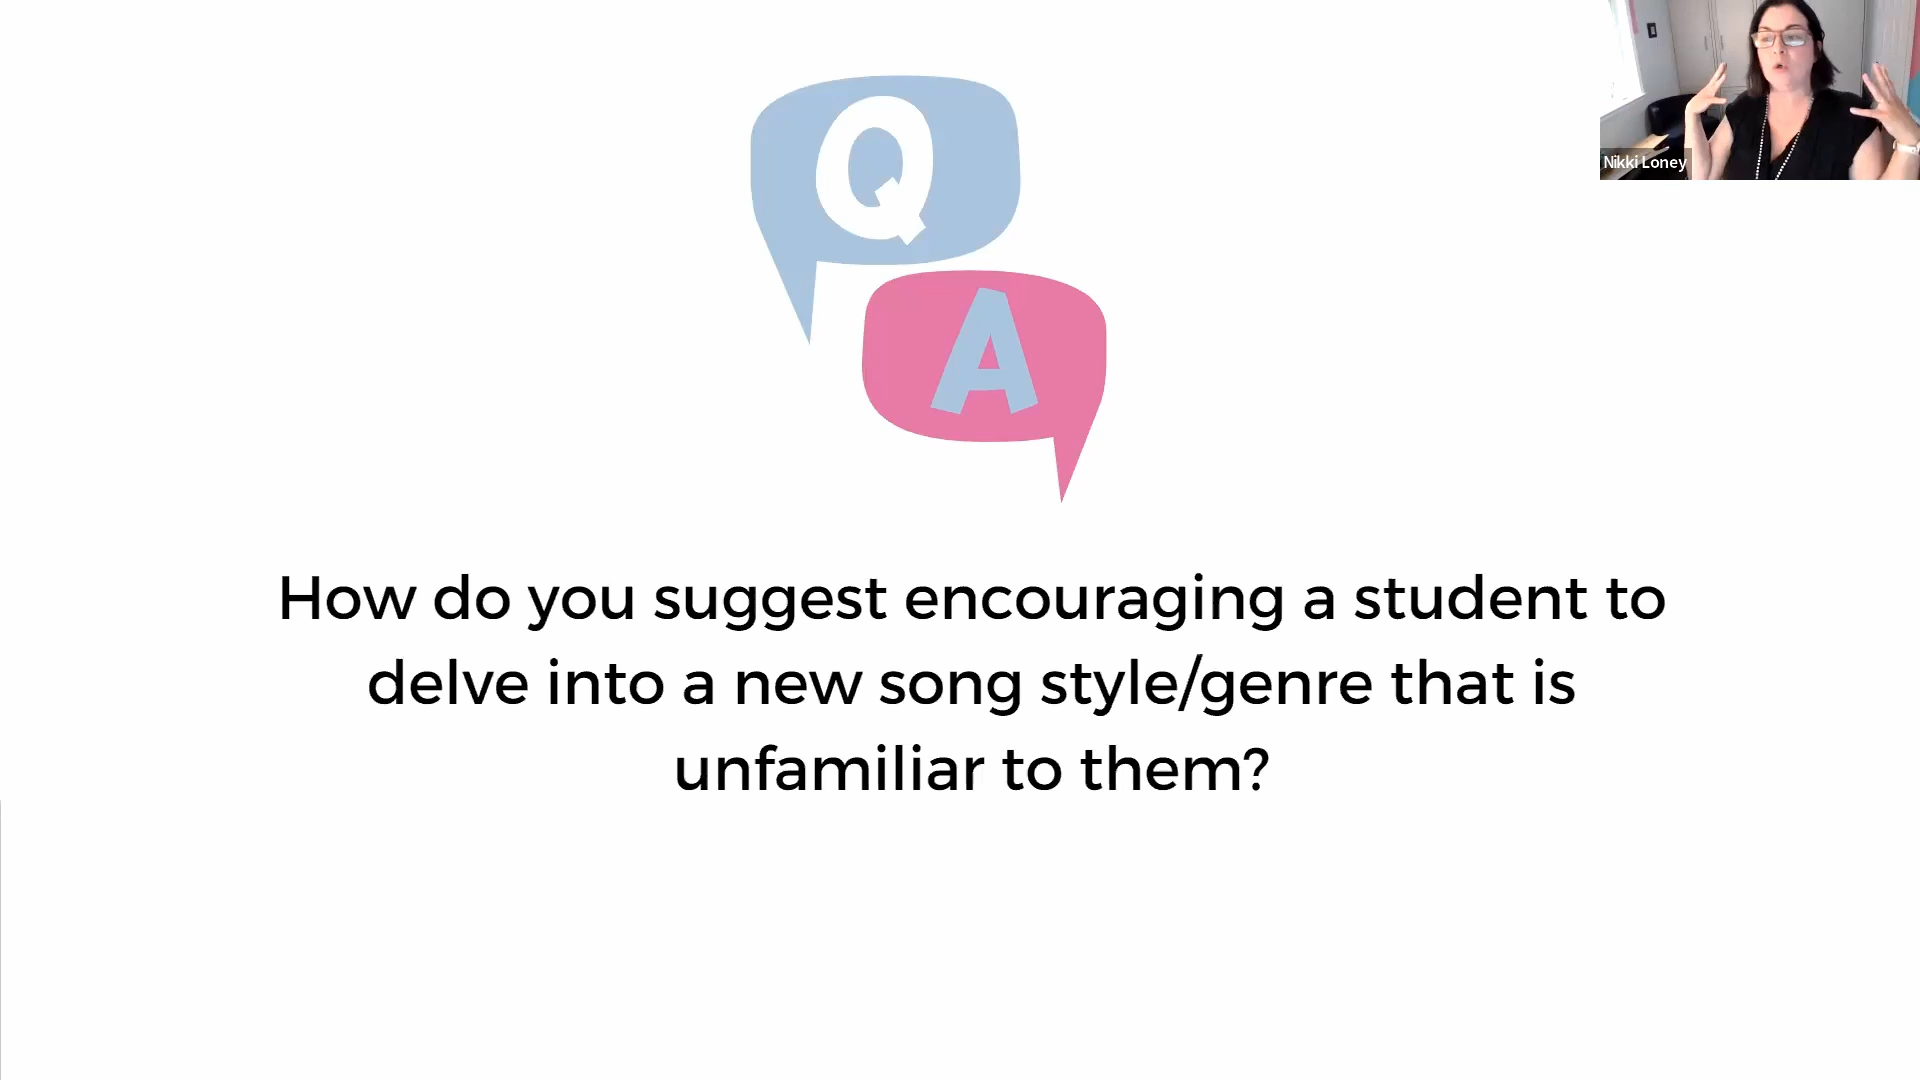 Q
A
Nikki Loney
How do you suggest encouraging a student to
delve into a new song style/genre that is
unfamiliar to them?